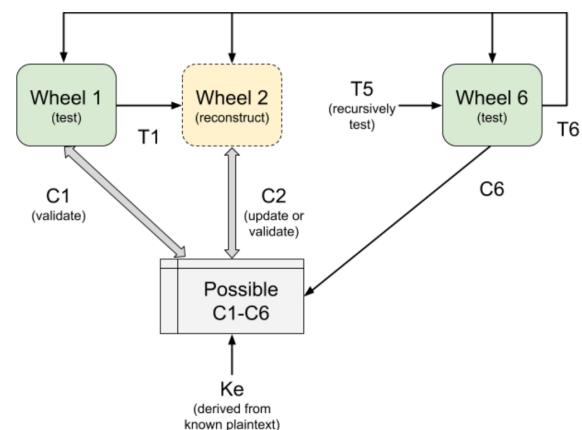 Wheel 1
(test)
Wheel 2
(reconstruct)
T5
(recursively
test)
Wheel 6
(test)
T1
T6
C1
(validate)
C2
(update or
validate)
C6
Possible
C1-C6
Ke
(derived from
known plaintext)